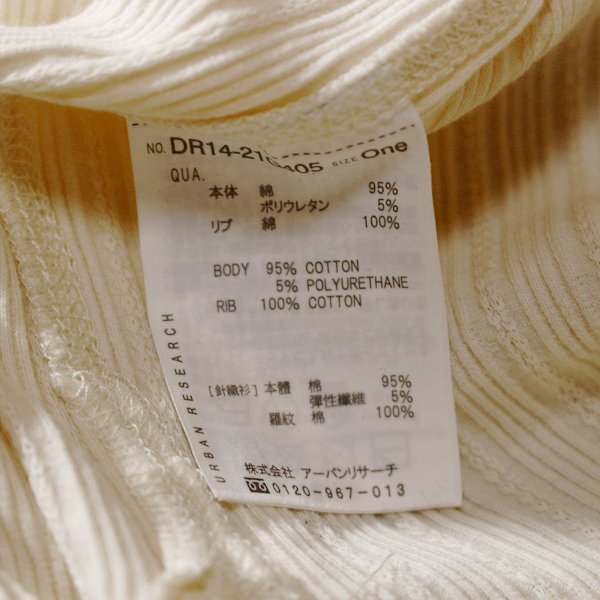 NO. DR14-21 405 SIZE One
QUA.
本体 綿 95%
ポリウレタン 5%
リブ 綿 100%
BODY 95% COTTON
5% POLYURETHANE
RIB 100% COTTON
[針織衫] 本體 棉 95%
彈性纖維 5%
羅紋 棉 100%
URBAN RESEARCH
株式会社 アーバンリサーチ
0120-967-013